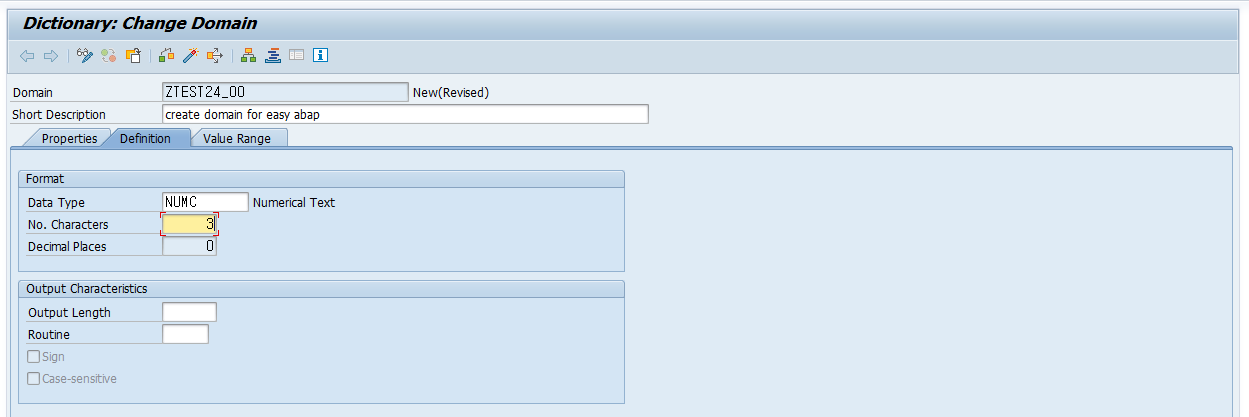 Dictionary: Change Domain
Domain ZTEST24_00 New(Revised)
Short Description create domain for easy abap
Properties Definition Value Range
Format
Data Type NUMC Numerical Text
No. Characters 3
Decimal Places 0
Output Characteristics
Output Length
Routine
Sign
Case-sensitive